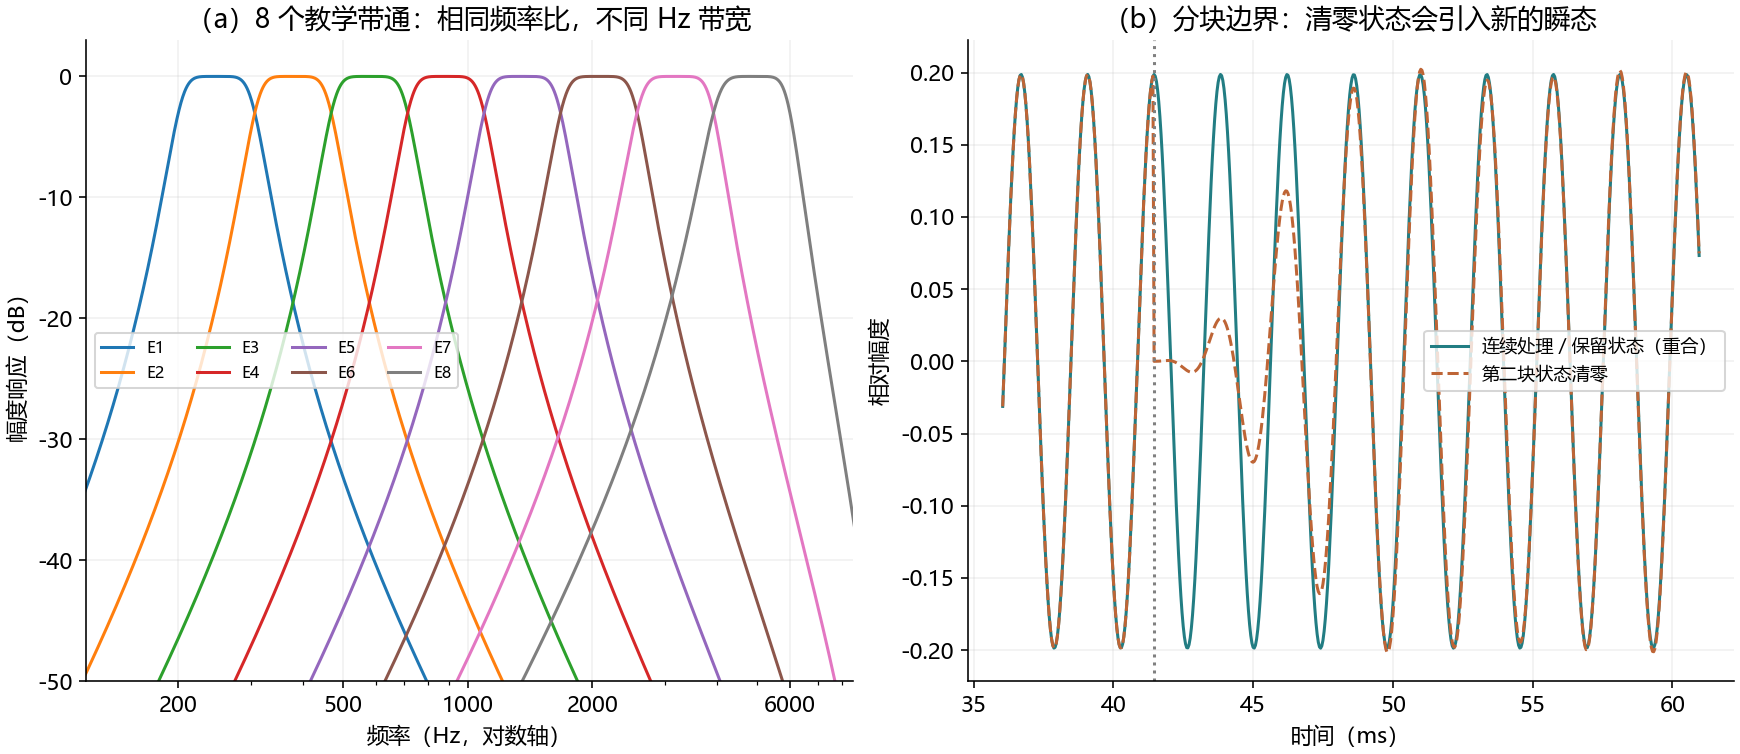 (a) 8 个教学带通：相同频率比，不同 Hz 带宽
幅度响应（dB）
0
-10
-20
-30
-40
-50
E1 E3 E5 E7
E2 E4 E6 E8
200 500 1000 2000 6000
频率（Hz，对数轴）
（b）分块边界：清零状态会引入新的瞬态
相对幅度
0.20
0.15
0.10
0.05
0.00
-0.05
-0.10
-0.15
-0.20
连续处理 / 保留状态（重合）
第二块状态清零
35 40 45 50 55 60
时间（ms）